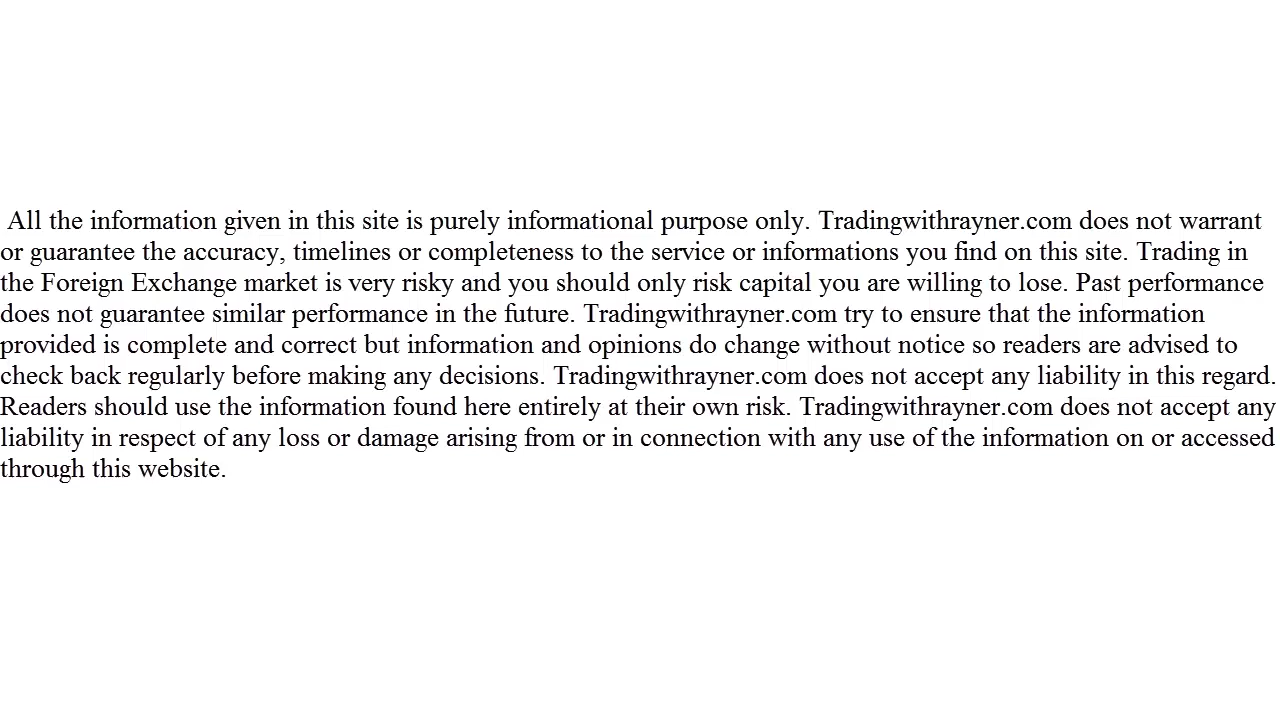 All the information given in this site is purely informational purpose only. Tradingwithrayner.com does not warrant
or guarantee the accuracy, timelines or completeness to the service or informations you find on this site. Trading in
the Foreign Exchange market is very risky and you should only risk capital you are willing to lose. Past performance
does not guarantee similar performance in the future. Tradingwithrayner.com try to ensure that the information
provided is complete and correct but information and opinions do change without notice so readers are advised to
check back regularly before making any decisions. Tradingwithrayner.com does not accept any liability in this regard.
Readers should use the information found here entirely at their own risk. Tradingwithrayner.com does not accept any
liability in respect of any loss or damage arising from or in connection with any use of the information on or accessed
through this website.